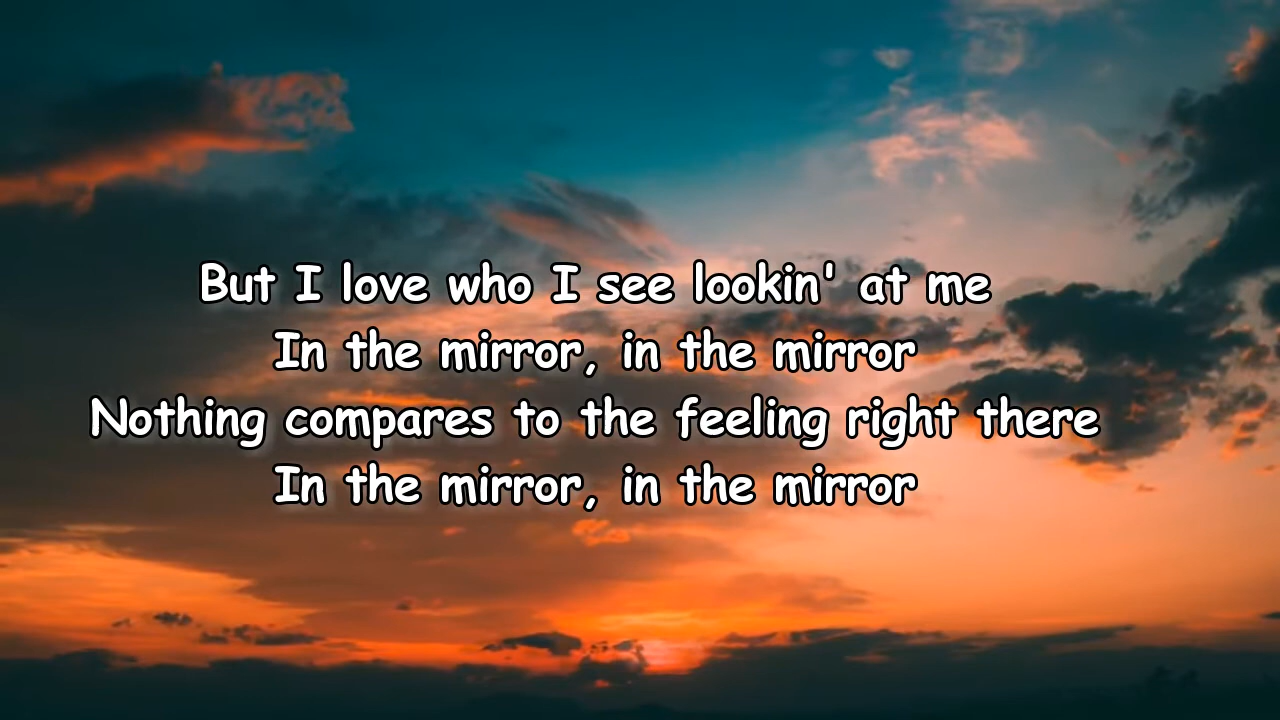 But I love who I see lookin' at me
In the mirror, in the mirror
Nothing compares to the feeling right there
In the mirror, in the mirror